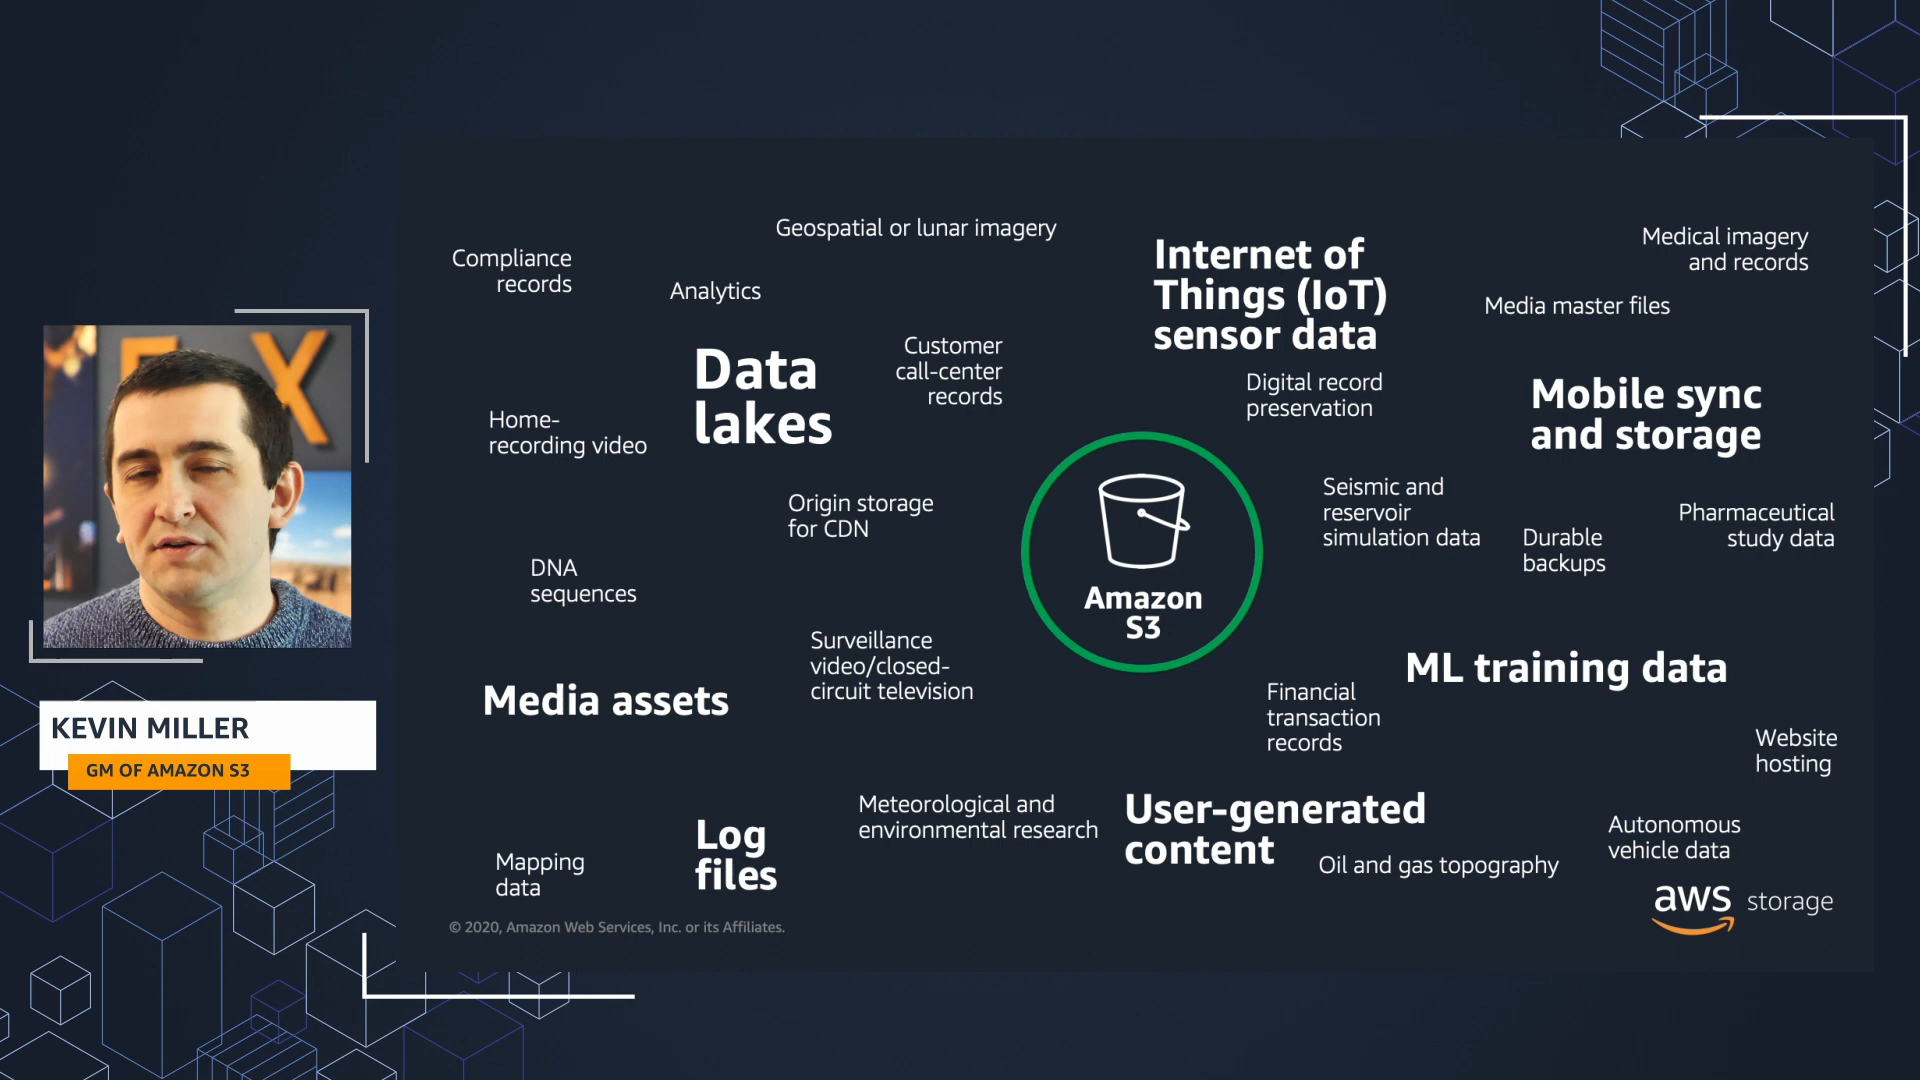 Geospatial or lunar imagery
Compliance
records
Analytics
Internet of
Things (IoT)
sensor data
Medical imagery
and records
Media master files
Data
lakes
Customer
call-center
records
Digital record
preservation
Mobile sync
and storage
Home-
recording video
Origin storage
for CDN
Amazon
S3
Seismic and
reservoir
simulation data
Durable
backups
Pharmaceutical
study data
DNA
sequences
Surveillance
video/closed-
circuit television
Media assets
ML training data
Financial
transaction
records
Website
hosting
KEVIN MILLER
GM OF AMAZON S3
Log
files
Meteorological and
environmental research
User-generated
content
Oil and gas topography
Autonomous
vehicle data
Mapping
data
aws storage
© 2020, Amazon Web Services, Inc. or its Affiliates.
X